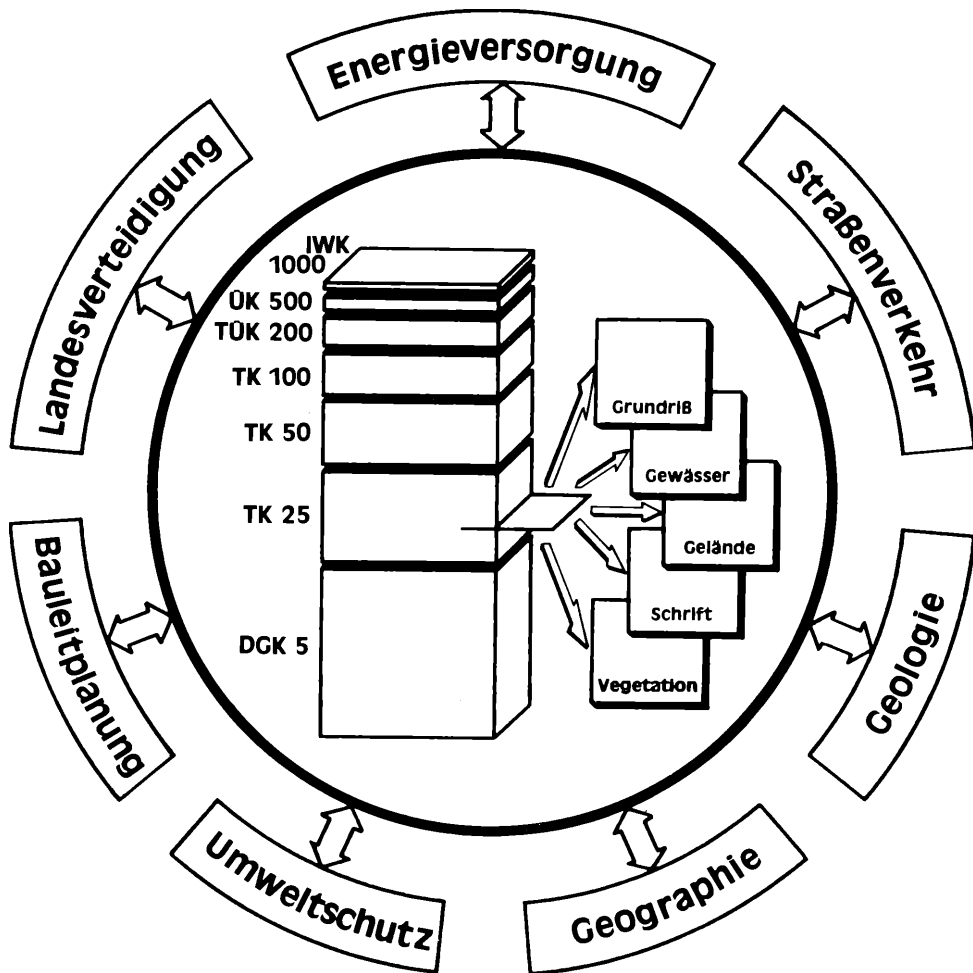 Energieversorgung
Straßenverkehr
Landesverteidigung
IWK
1000
ÜK 500
TÜK 200
TK 100
TK 50
TK 25
DGK 5
Grundriß
Gewässer
Gelände
Schrift
Vegetation
Bauleitplanung
Geologie
Umweltschutz
Geographie